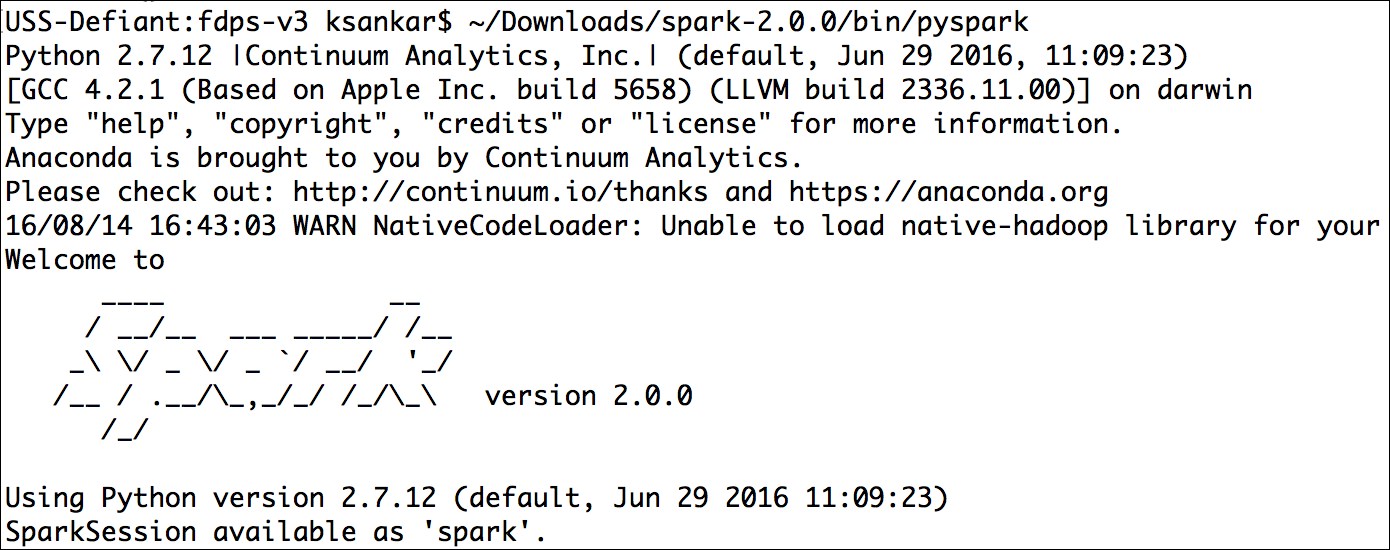 USS-Defiant:fdps-v3 ksankar$ ~/Downloads/spark-2.0.0/bin/pyspark
Python 2.7.12 |Continuum Analytics, Inc.| (default, Jun 29 2016, 11:09:23)
[GCC 4.2.1 (Based on Apple Inc. build 5658) (LLVM build 2336.11.00)] on darwin
Type "help", "copyright", "credits" or "license" for more information.
Anaconda is brought to you by Continuum Analytics.
Please check out: http://continuum.io/thanks and https://anaconda.org
16/08/14 16:43:03 WARN NativeCodeLoader: Unable to load native-hadoop library for your
Welcome to
      ____              __
     / __/__  ___ _____/ /__
    _\ \/ _ \/ _ `/ __/  '_/
   /__ / .__/\_,_/_/ /_/\_\   version 2.0.0
      /_/
Using Python version 2.7.12 (default, Jun 29 2016 11:09:23)
SparkSession available as 'spark'.